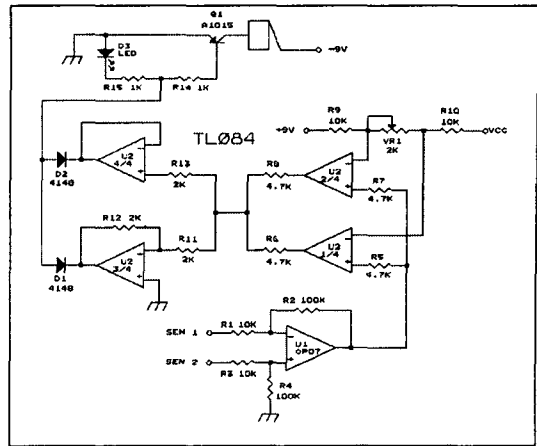 Q1
A1015
D3
LED
-9V
R15 1K
R14 1K
TLØ84
+9V
R9
10K
R10
10K
VCC
VR1
2K
D2
4148
U2
4/4
R13
2K
R8
4.7K
U2
2/4
R7
4.7K
R12 2K
D1
4148
U2
3/4
R11
2K
R6
4.7K
U2
1/4
R5
4.7K
R2 100K
SEN 1
R1 10K
U1
OP07
SEN 2
R3 10K
R4
100K